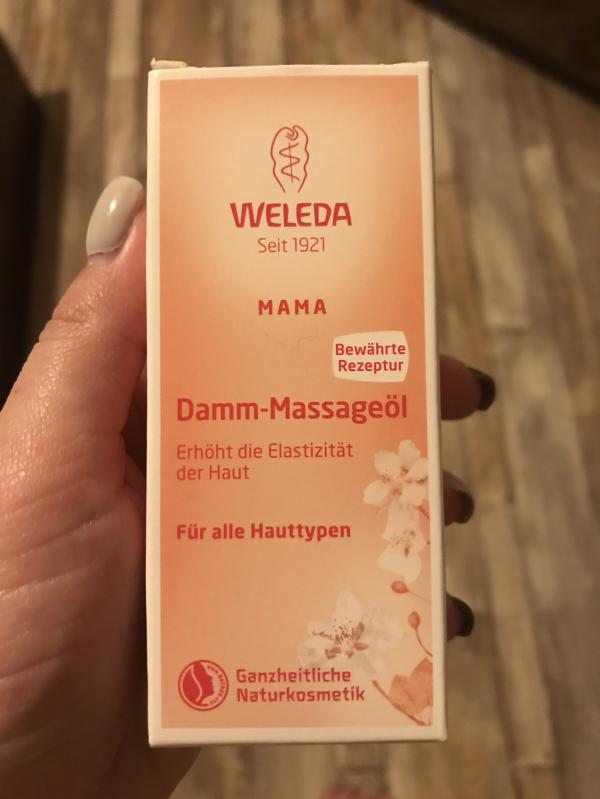 WELEDA
Seit 1921
MAMA
Bewährte
Rezeptur
Damm-Massageöl
Erhöht die Elastizität
der Haut
Für alle Hauttypen
Ganzheitliche
Naturkosmetik